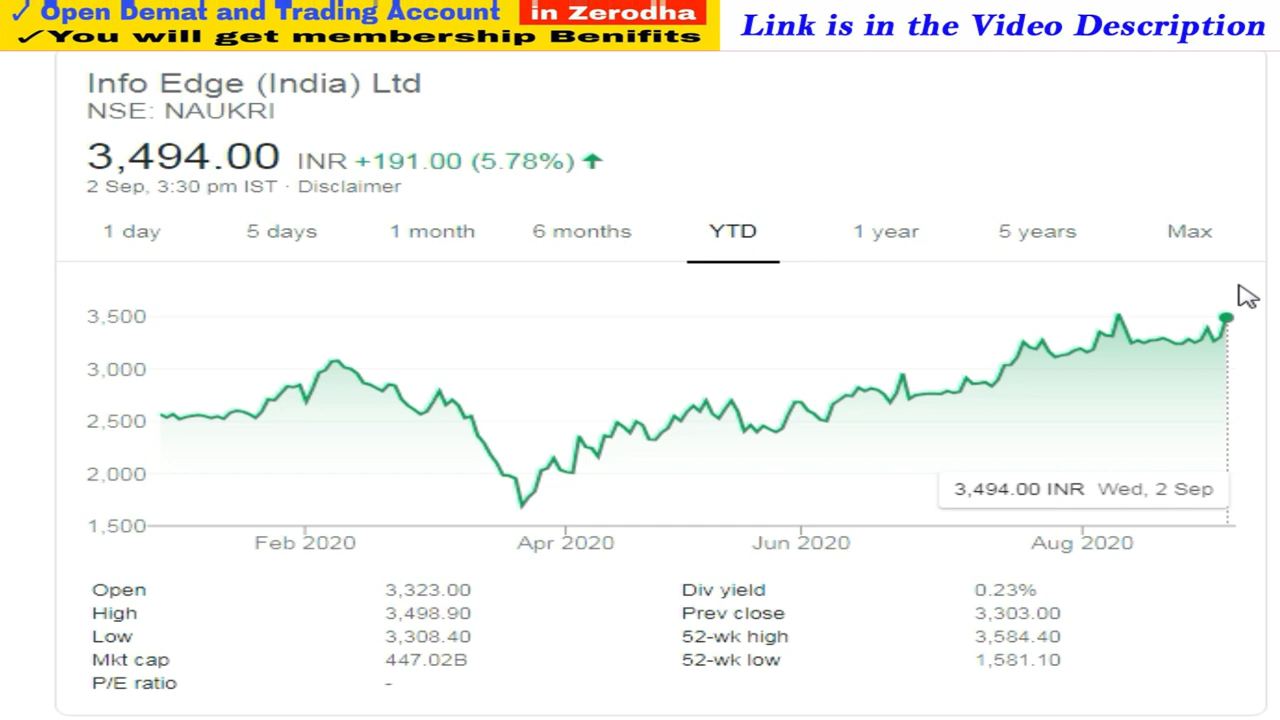 ✓ Open Demat and Trading Account in Zerodha
✓You will get membership Benifits
Link is in the Video Description
Info Edge (India) Ltd
NSE: NAUKRI
3,494.00 INR +191.00 (5.78%) ↑
2 Sep, 3:30 pm IST · Disclaimer
1 day 5 days 1 month 6 months YTD 1 year 5 years Max
3,500
3,000
2,500
2,000
1,500
3,494.00 INR Wed, 2 Sep
Feb 2020 Apr 2020 Jun 2020 Aug 2020
Open 3,323.00 Div yield 0.23%
High 3,498.90 Prev close 3,303.00
Low 3,308.40 52-wk high 3,584.40
Mkt cap 447.02B 52-wk low 1,581.10
P/E ratio -